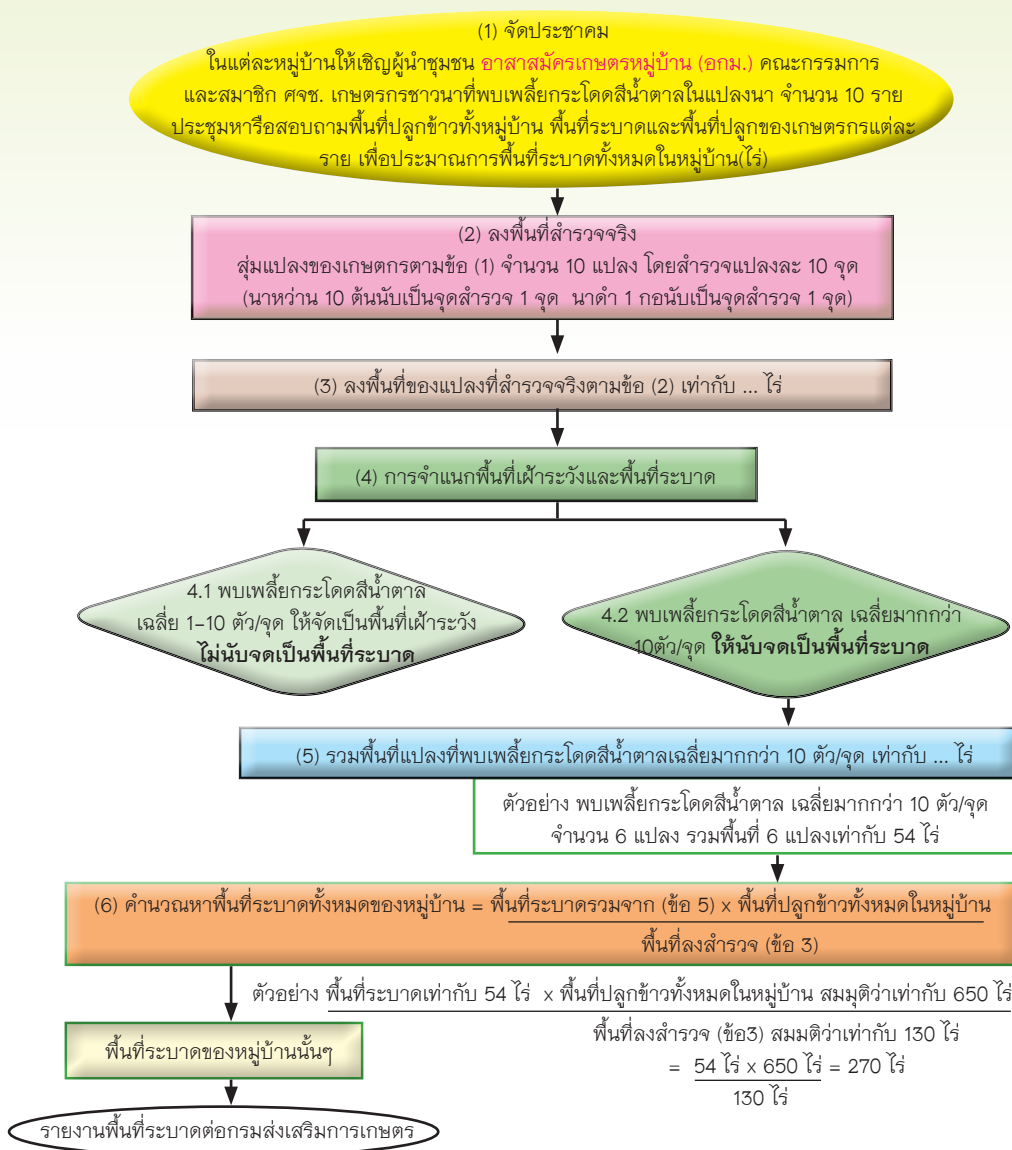 (1) จัดประชาคม
ในแต่ละหมู่บ้านให้เชิญผู้นำชุมชน อาสาสมัครเกษตรหมู่บ้าน (อกม.) คณะกรรมการ
และสมาชิก ศจช. เกษตรกรชาวนาที่พบเพลี้ยกระโดดสีน้ำตาลในแปลงนา จำนวน 10 ราย
ประชุมหารือสอบถามพื้นที่ปลูกข้าวทั้งหมู่บ้าน พื้นที่ระบาดและพื้นที่ปลูกของเกษตรกรแต่ละ
ราย เพื่อประมาณการพื้นที่ระบาดทั้งหมดในหมู่บ้าน(ไร่)
(2) ลงพื้นที่สำรวจจริง
สุ่มแปลงของเกษตกรตามข้อ (1) จำนวน 10 แปลง โดยสำรวจแปลงละ 10 จุด
(นาหว่าน 10 ต้นนับเป็นจุดสำรวจ 1 จุด นาดำ 1 กอนับเป็นจุดสำรวจ 1 จุด)
(3) ลงพื้นที่ของแปลงที่สำรวจจริงตามข้อ (2) เท่ากับ ... ไร่
(4) การจำแนกพื้นที่เฝ้าระวังและพื้นที่ระบาด
4.1 พบเพลี้ยกระโดดสีน้ำตาล
เฉลี่ย 1-10 ตัว/จุด ให้จัดเป็นพื้นที่เฝ้าระวัง
ไม่นับจดเป็นพื้นที่ระบาด
4.2 พบเพลี้ยกระโดดสีน้ำตาล เฉลี่ยมากกว่า
10ตัว/จุด ให้นับจดเป็นพื้นที่ระบาด
(5) รวมพื้นที่แปลงที่พบเพลี้ยกระโดดสีน้ำตาลเฉลี่ยมากกว่า 10 ตัว/จุด เท่ากับ ... ไร่
ตัวอย่าง พบเพลี้ยกระโดดสีน้ำตาล เฉลี่ยมากกว่า 10 ตัว/จุด
จำนวน 6 แปลง รวมพื้นที่ 6 แปลงเท่ากับ 54 ไร่
(6) คำนวณหาพื้นที่ระบาดทั้งหมดของหมู่บ้าน = พื้นที่ระบาดรวมจาก (ข้อ 5) x พื้นที่ปลูกข้าวทั้งหมดในหมู่บ้าน
พื้นที่ลงสำรวจ (ข้อ 3)
ตัวอย่าง พื้นที่ระบาดเท่ากับ 54 ไร่ x พื้นที่ปลูกข้าวทั้งหมดในหมู่บ้าน สมมุติว่าเท่ากับ 650 ไร่
พื้นที่ลงสำรวจ (ข้อ3) สมมติว่าเท่ากับ 130 ไร่
= 54 ไร่ x 650 ไร่ = 270 ไร่
130 ไร่
พื้นที่ระบาดของหมู่บ้านนั้นๆ
รายงานพื้นที่ระบาดต่อกรมส่งเสริมการเกษตร